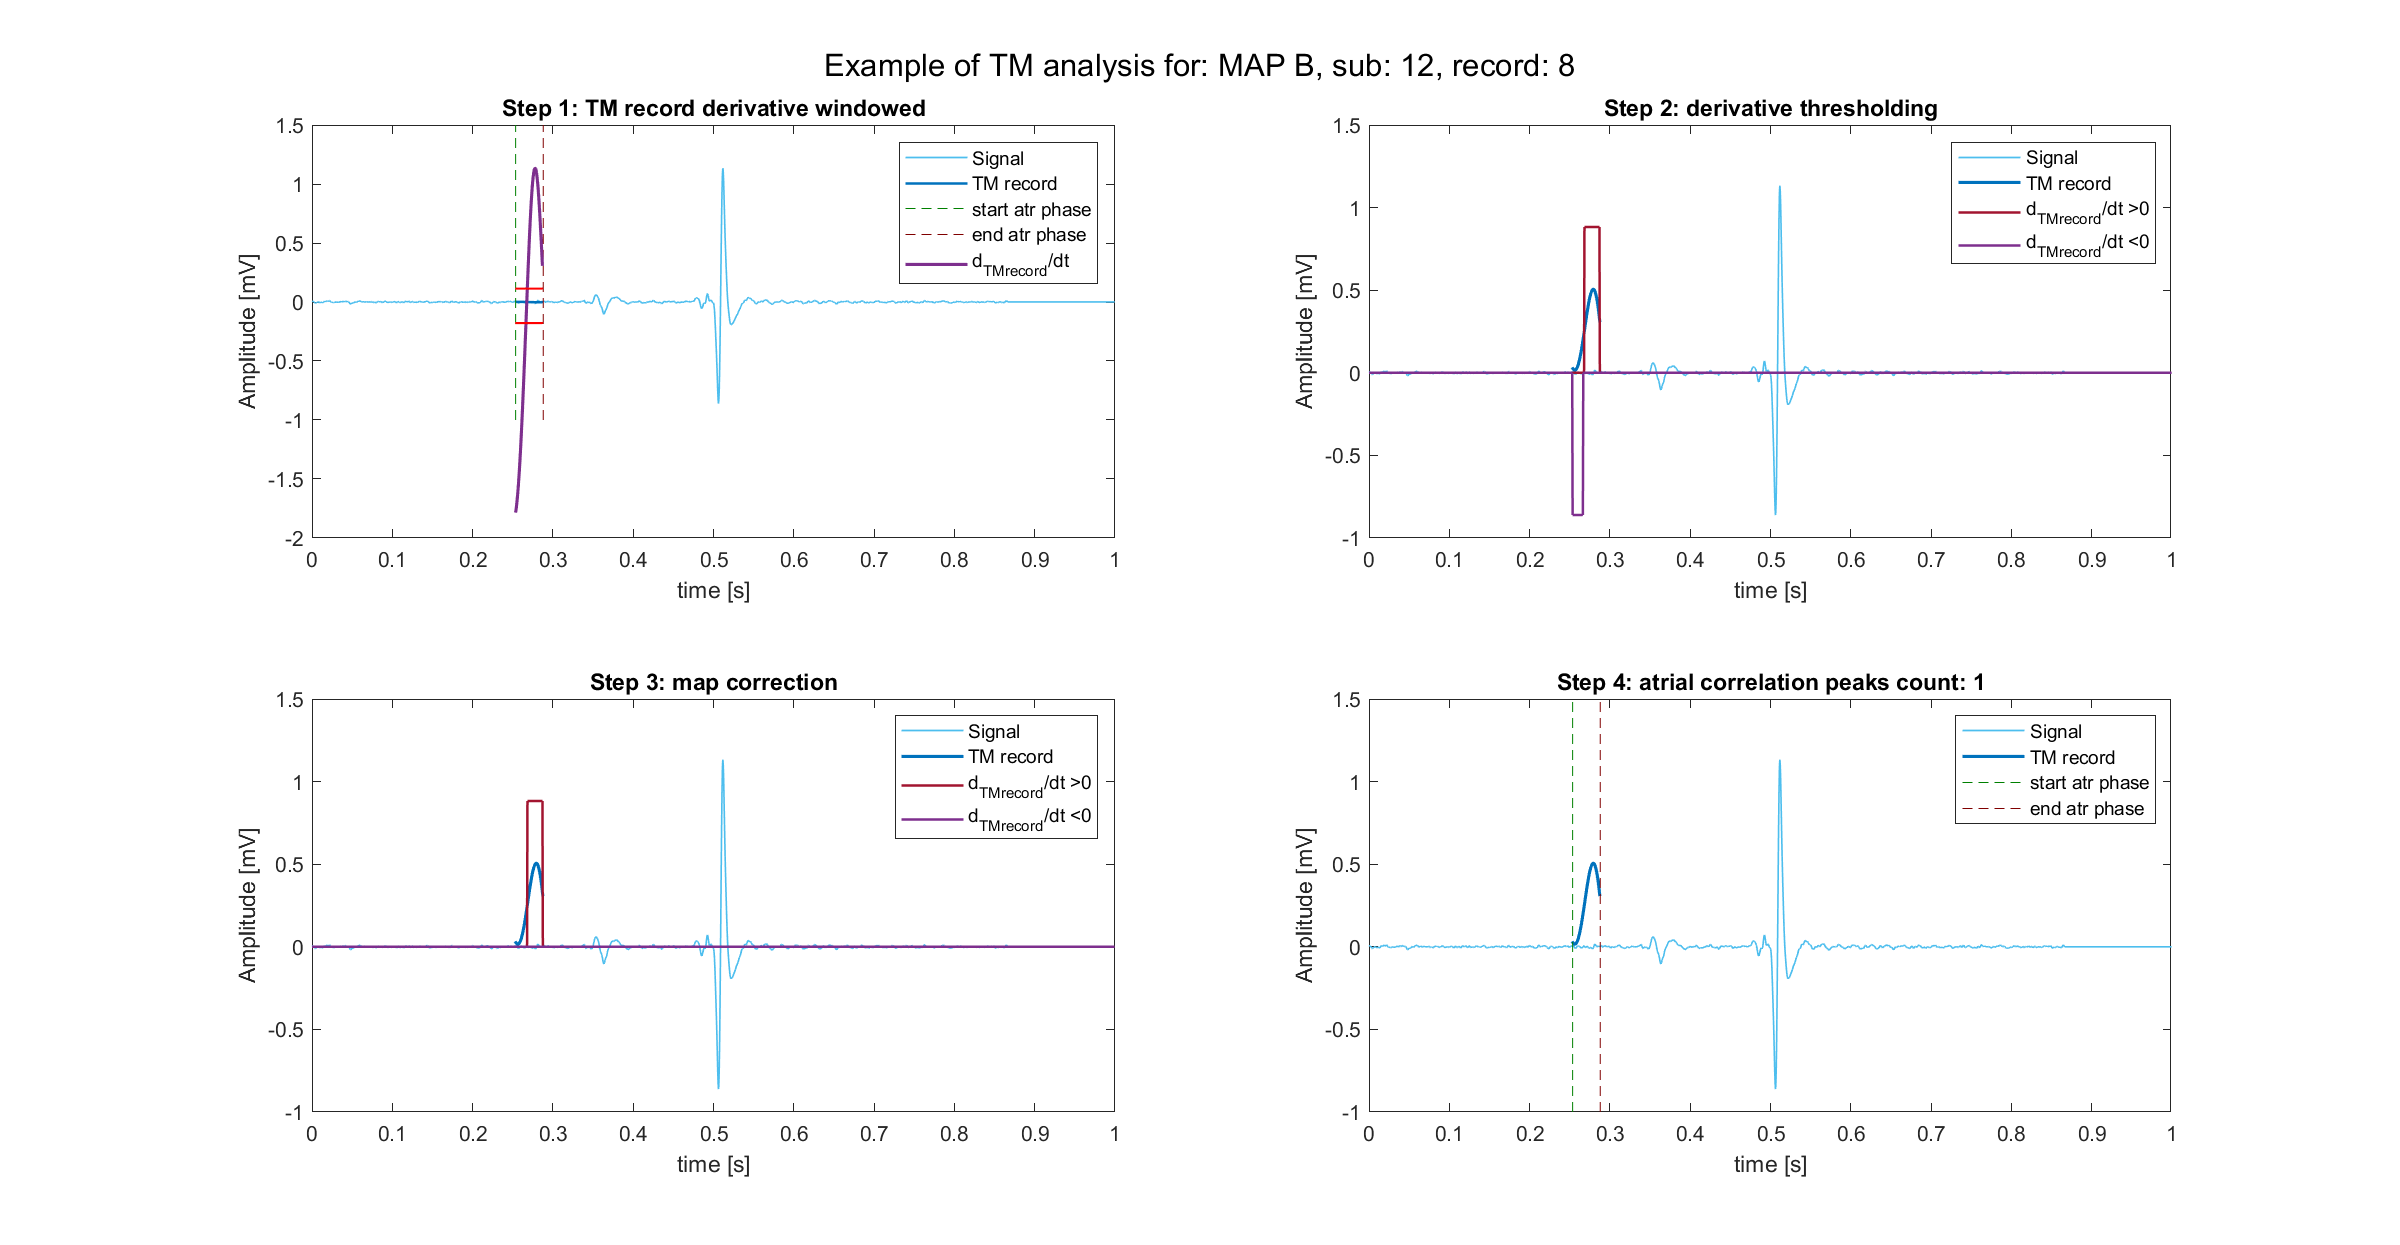 Example of TM analysis for: MAP B, sub: 12, record: 8
Step 1: TM record derivative windowed
1.5
1
0.5
0
-0.5
-1
-1.5
-2
Amplitude [mV]
0 0.1 0.2 0.3 0.4 0.5 0.6 0.7 0.8 0.9 1
time [s]
Signal
TM record
start atr phase
end atr phase
dTMrecord/dt
Step 2: derivative thresholding
1.5
1
0.5
0
-0.5
-1
Amplitude [mV]
0 0.1 0.2 0.3 0.4 0.5 0.6 0.7 0.8 0.9 1
time [s]
Signal
TM record
dTMrecord/dt >0
dTMrecord/dt <0
Step 3: map correction
1.5
1
0.5
0
-0.5
-1
Amplitude [mV]
0 0.1 0.2 0.3 0.4 0.5 0.6 0.7 0.8 0.9 1
time [s]
Signal
TM record
dTMrecord/dt >0
dTMrecord/dt <0
Step 4: atrial correlation peaks count: 1
1.5
1
0.5
0
-0.5
-1
Amplitude [mV]
0 0.1 0.2 0.3 0.4 0.5 0.6 0.7 0.8 0.9 1
time [s]
Signal
TM record
start atr phase
end atr phase